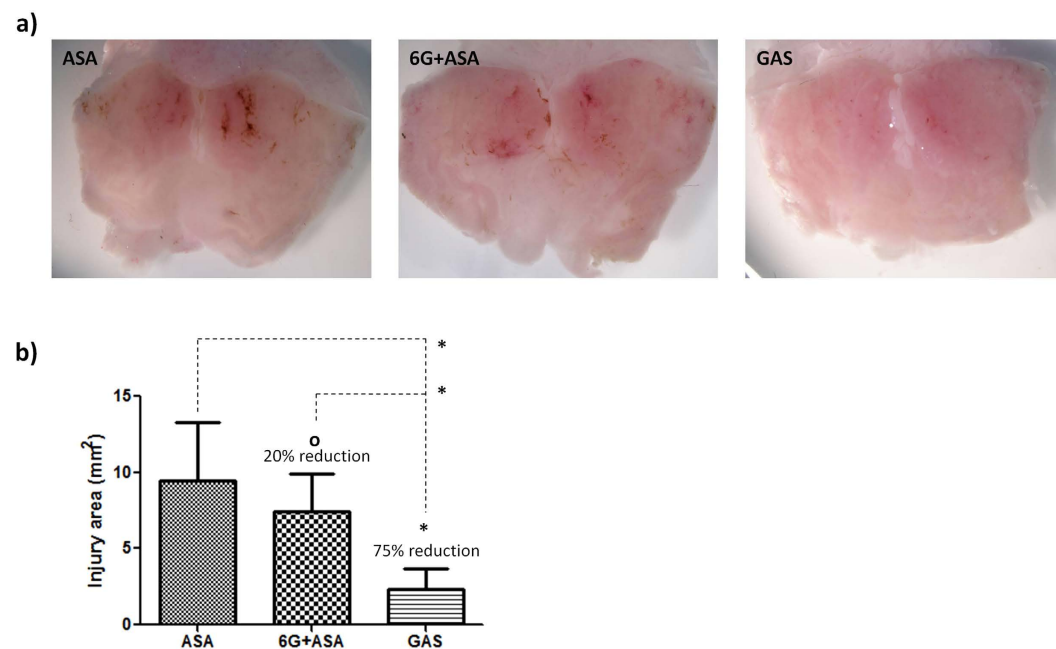 a)
ASA
6G+ASA
GAS
b)
*
*
15
o
20% reduction
10
*
75% reduction
5
0
Injury area (mm²)
ASA
6G+ASA
GAS